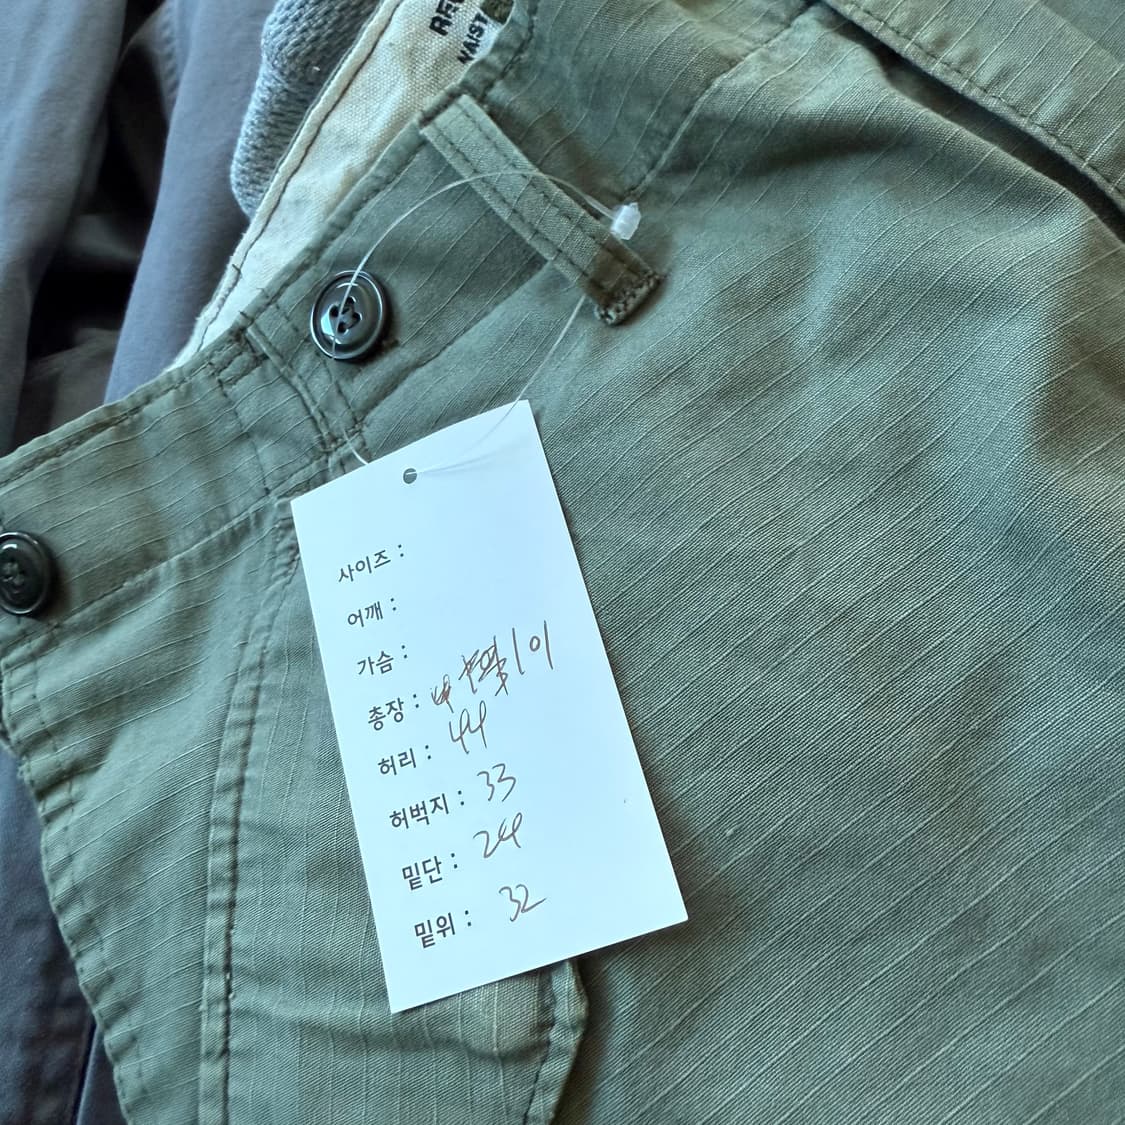 WAIST
사이즈 :
어깨 :
가슴 :
총장 : 101
허리 : 44
허벅지 : 33
밑단 : 24
밑위 : 32